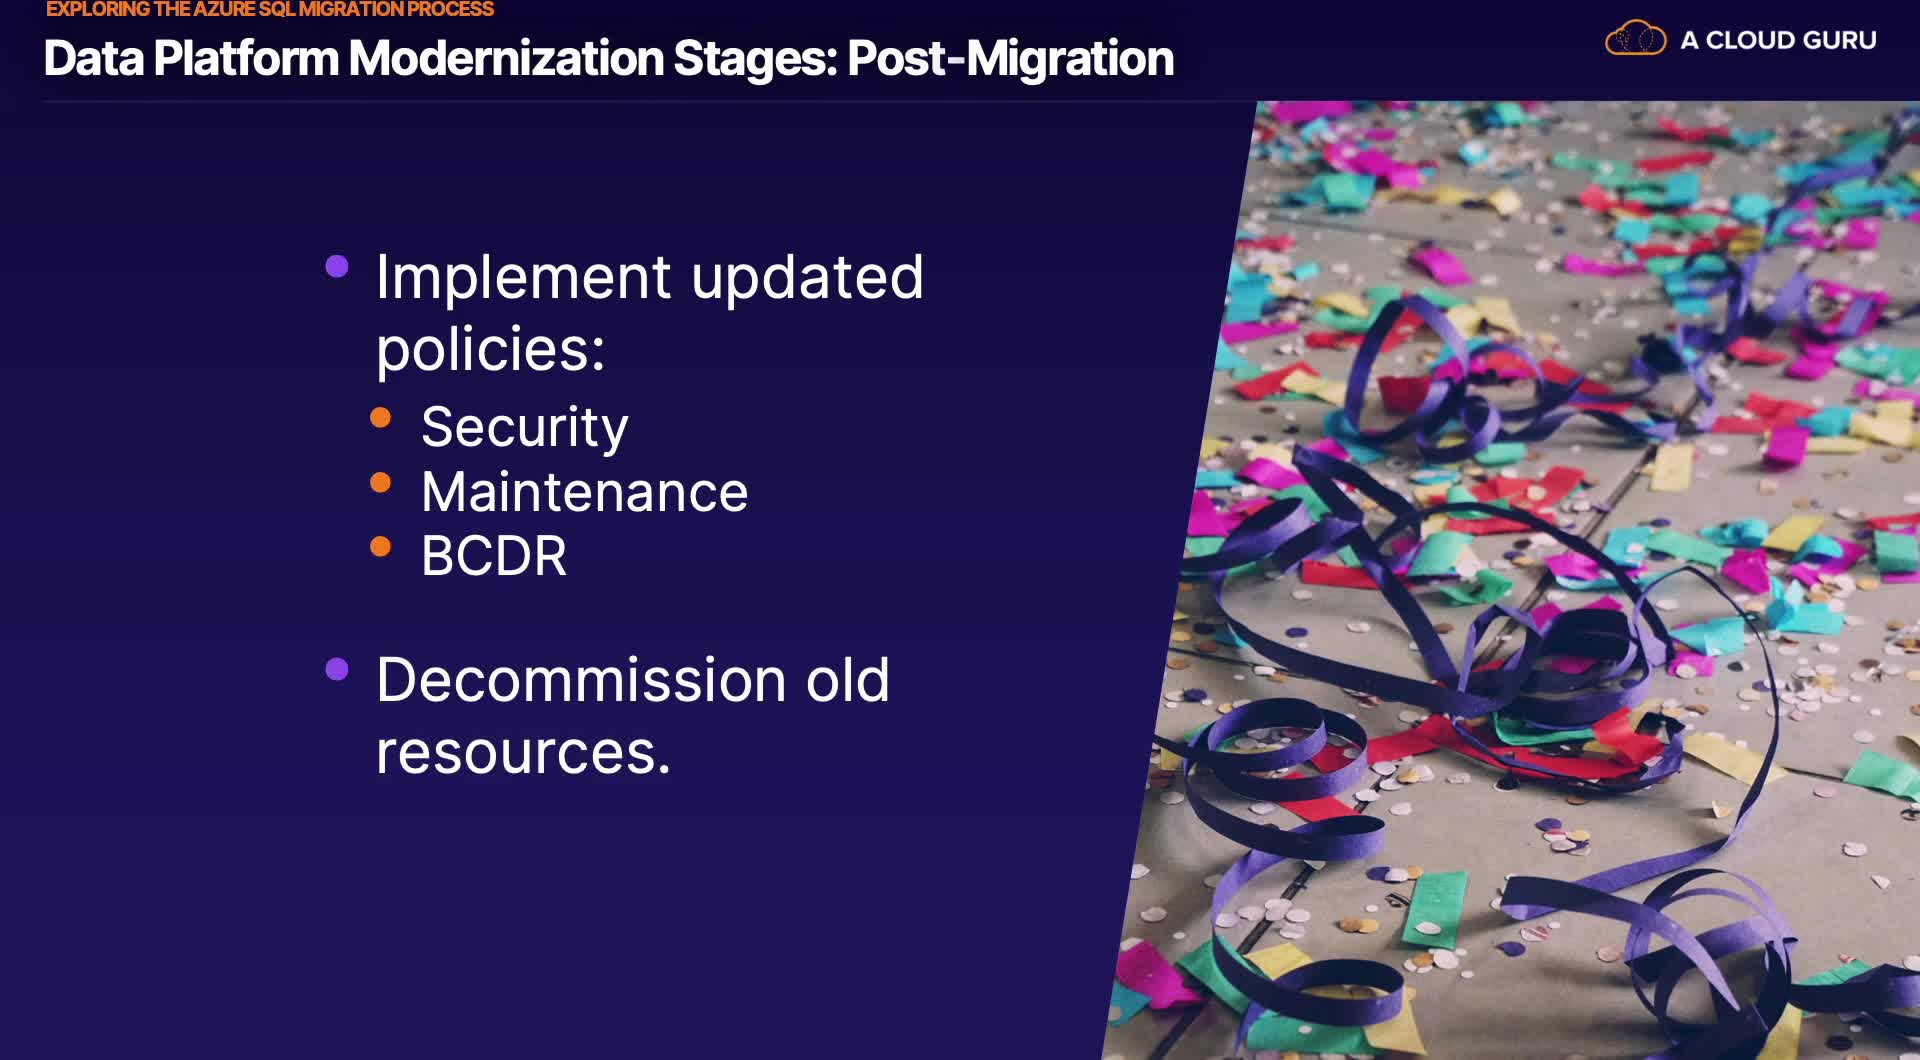 EXPLORING THE AZURE SQL MIGRATION PROCESS
Data Platform Modernization Stages: Post-Migration
A CLOUD GURU
Implement updated
policies:
Security
Maintenance
BCDR
Decommission old
resources.